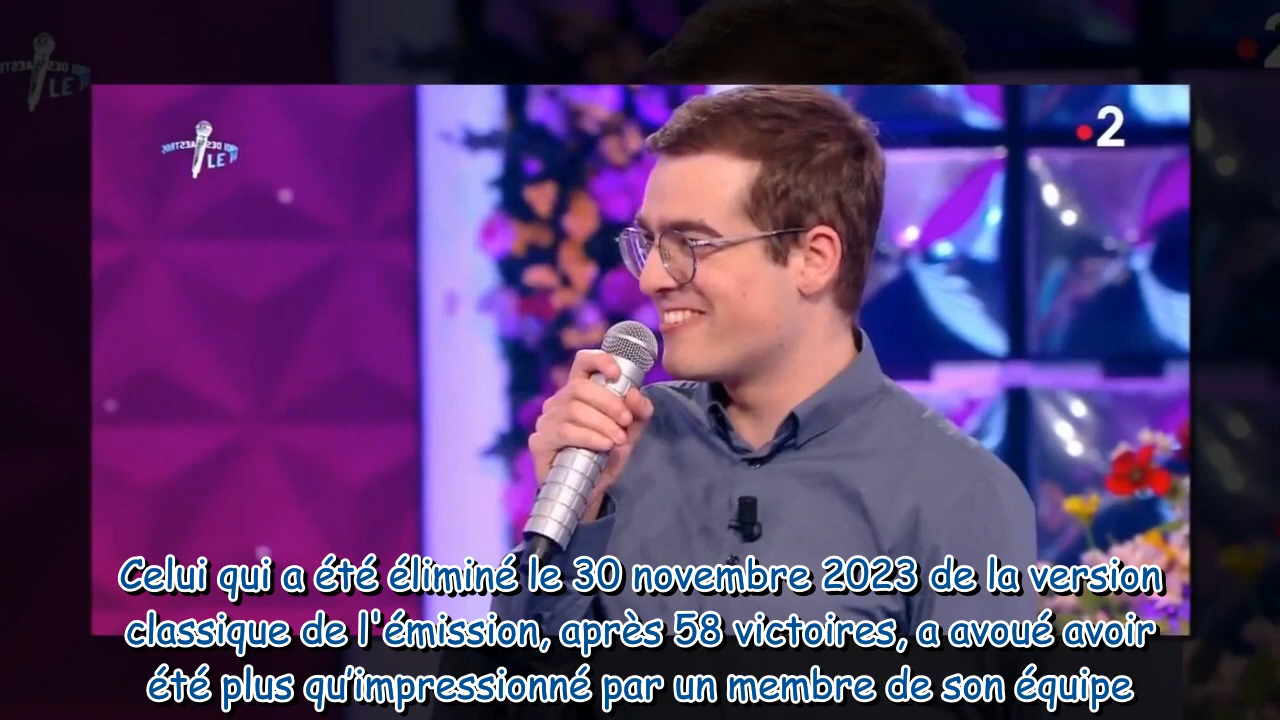 2
Celui qui a été éliminé le 30 novembre 2023 de la version
classique de l'émission, après 58 victoires, a avoué avoir
été plus qu’impressionné par un membre de son équipe